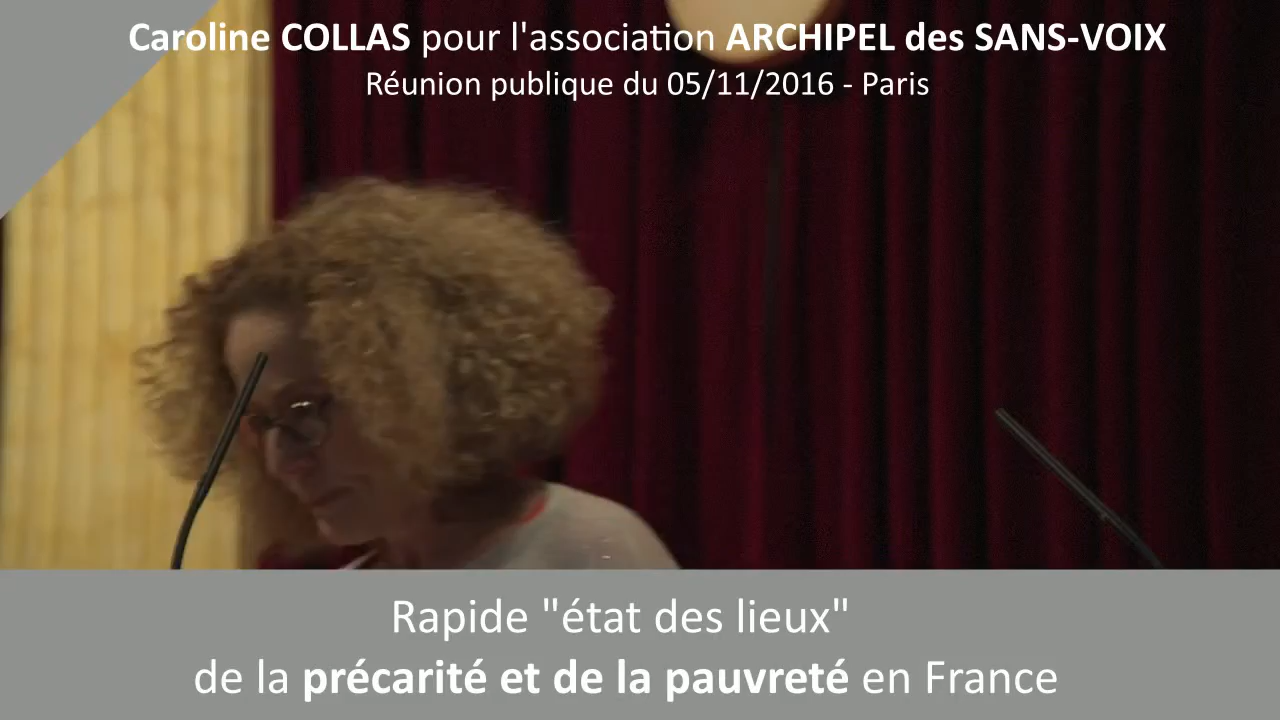 Caroline COLLAS pour l'association ARCHIPEL des SANS-VOIX
Réunion publique du 05/11/2016 - Paris
Rapide "état des lieux"
de la précarité et de la pauvreté en France